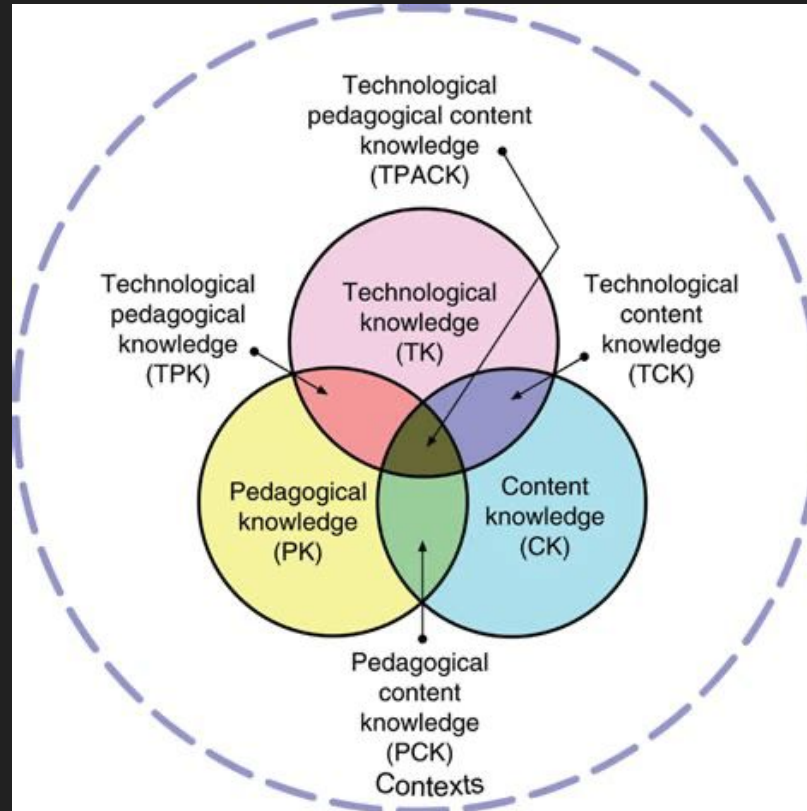 Technological
pedagogical content
knowledge
(TPACK)
Technological
pedagogical
knowledge
(TPK)
Technological
knowledge
(TK)
Technological
content
knowledge
(TCK)
Pedagogical
knowledge
(PK)
Content
knowledge
(CK)
Pedagogical
content
knowledge
(PCK)
Contexts